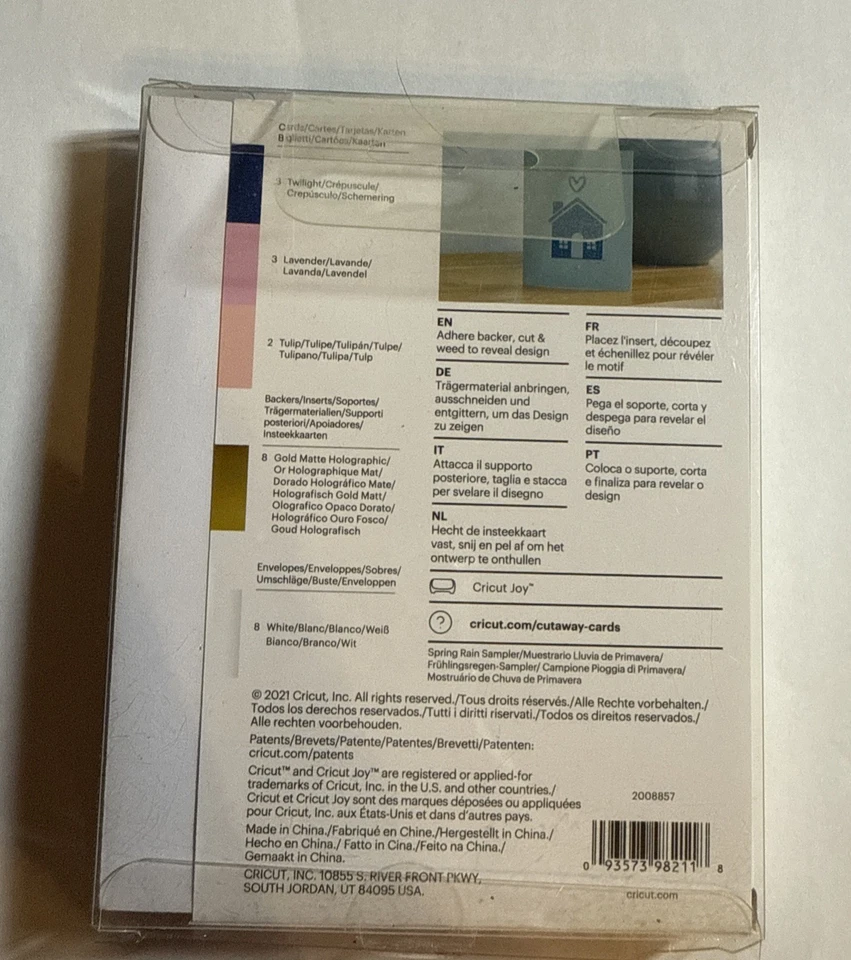 Cards/Cartes/Tarjetas/Karten
Biglietti/Cartões/Kaarten
3 Twilight/Crépuscule/
Crepúsculo/Schemering
3 Lavender/Lavande/
Lavanda/Lavendel
2 Tulip/Tulipe/Tulipán/Tulpe/
Tulipano/Tulipa/Tulp
Backers/Inserts/Soportes/
Trägermaterialien/Supporti
posteriori/Apoiadores/
Insteekkaarten
8 Gold Matte Holographic/
Or Holographique Mat/
Dorado Holográfico Mate/
Holografisch Gold Matt/
Olografico Opaco Dorato/
Holográfico Ouro Fosco/
Goud Holografisch
Envelopes/Enveloppes/Sobres/
Umschläge/Buste/Enveloppen
8 White/Blanc/Blanco/Weiß
Bianco/Branco/Wit
EN
Adhere backer, cut &
weed to reveal design
DE
Trägermaterial anbringen,
ausschneiden und
entgittern, um das Design
zu zeigen
IT
Attacca il supporto
posteriore, taglia e stacca
per svelare il disegno
NL
Hecht de insteekkaart
vast, snij en pel af om het
ontwerp te onthullen
FR
Placez l'insert, découpez
et échenillez pour révéler
le motif
ES
Pega el soporte, corta y
despega para revelar el
diseño
PT
Coloca o suporte, corta
e finaliza para revelar o
design
Cricut Joy™
? cricut.com/cutaway-cards
Spring Rain Sampler/Muestrario Lluvia de Primavera/
Frühlingsregen-Sampler/ Campione Pioggia di Primavera/
Mostruário de Chuva de Primavera
© 2021 Cricut, Inc. All rights reserved./Tous droits réservés./Alle Rechte vorbehalten./
Todos los derechos reservados./Tutti i diritti riservati./Todos os direitos reservados./
Alle rechten voorbehouden.
Patents/Brevets/Patente/Patentes/Brevetti/Patenten:
cricut.com/patents
Cricut™ and Cricut Joy™ are registered or applied-for
trademarks of Cricut, Inc. in the U.S. and other countries./
Cricut et Cricut Joy sont des marques déposées ou appliquées
pour Cricut, Inc. aux États-Unis et dans d'autres pays.
Made in China./Fabriqué en Chine./Hergestellt in China./
Hecho en China./ Fatto in Cina./Feito na China./
Gemaakt in China.
CRICUT, INC. 10855 S. RIVER FRONT PKWY,
SOUTH JORDAN, UT 84095 USA.
2008857
0 93573 98211 8
cricut.com